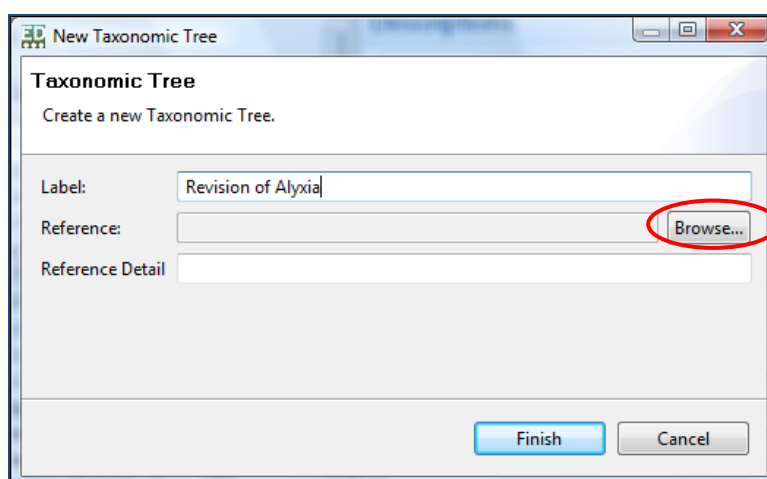 New Taxonomic Tree
Taxonomic Tree
Create a new Taxonomic Tree.
Label: Revision of Alyxia
Reference: Browse...
Reference Detail
Finish Cancel